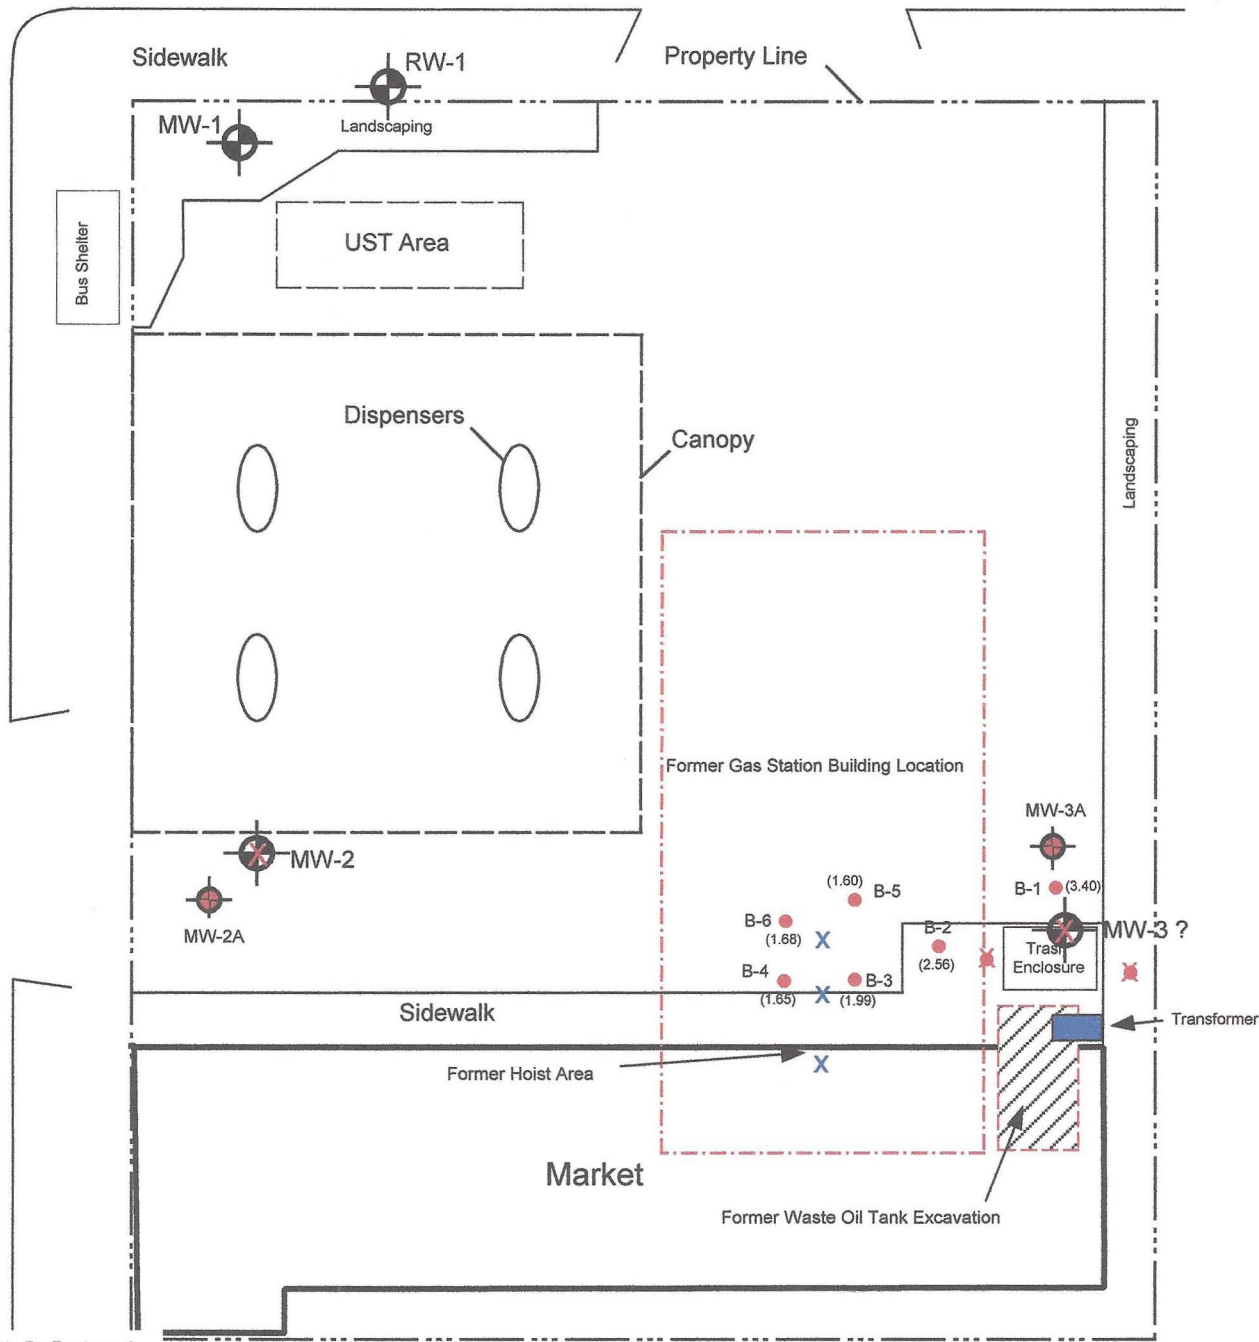 Sidewalk
RW-1
Property Line
MW-1
Landscaping
Bus Shelter
UST Area
Dispensers
Canopy
Landscaping
Former Gas Station Building Location
MW-3A
MW-2
(1.60)
B-5
B-1
(3.40)
MW-2A
B-6
(1.68)
B-2
(2.56)
MW-3 ?
Trash
Enclosure
B-4
(1.65)
B-3
(1.99)
X
X
X
Sidewalk
Transformer
Former Hoist Area
Market
Former Waste Oil Tank Excavation